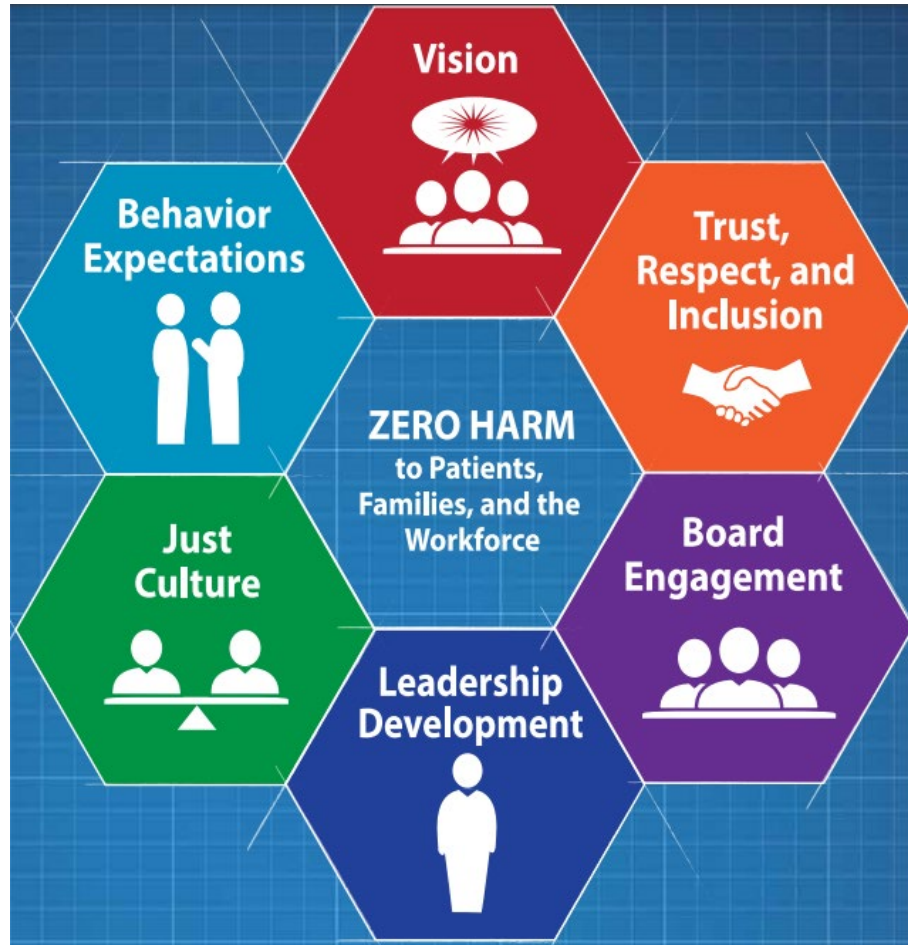 Vision
Trust,
Respect, and
Inclusion
Board
Engagement
Leadership
Development
Just
Culture
Behavior
Expectations
ZERO HARM
to Patients,
Families, and the
Workforce